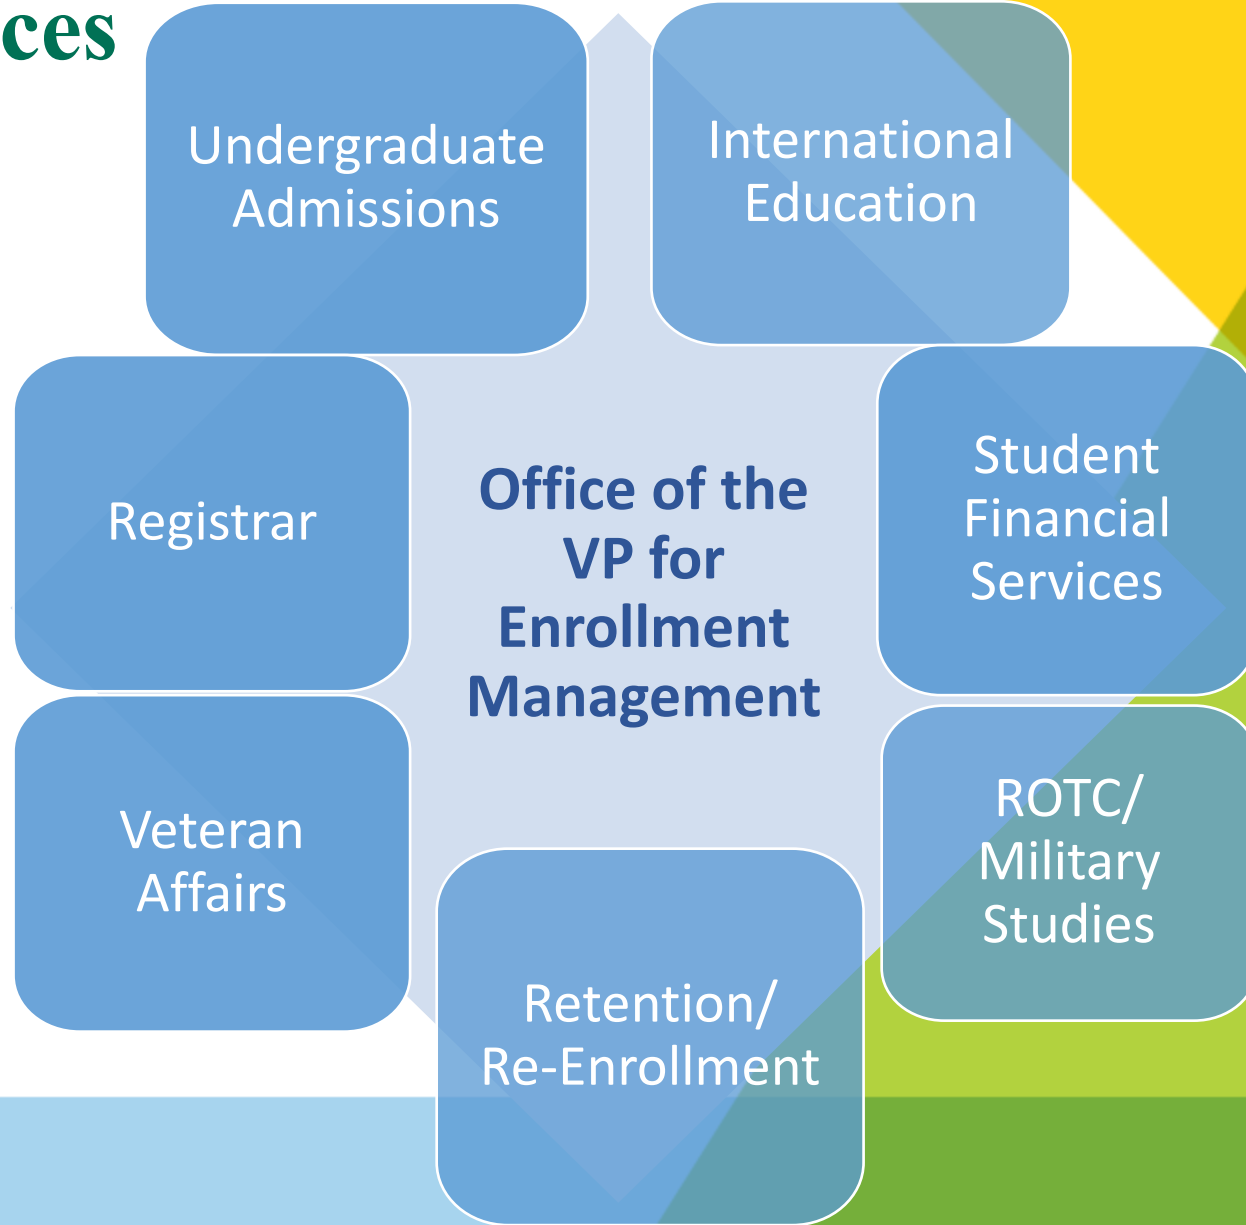 ces
Undergraduate
Admissions
International
Education
Registrar
Office of the
VP for
Enrollment
Management
Student
Financial
Services
Veteran
Affairs
ROTC/
Military
Studies
Retention/
Re-Enrollment